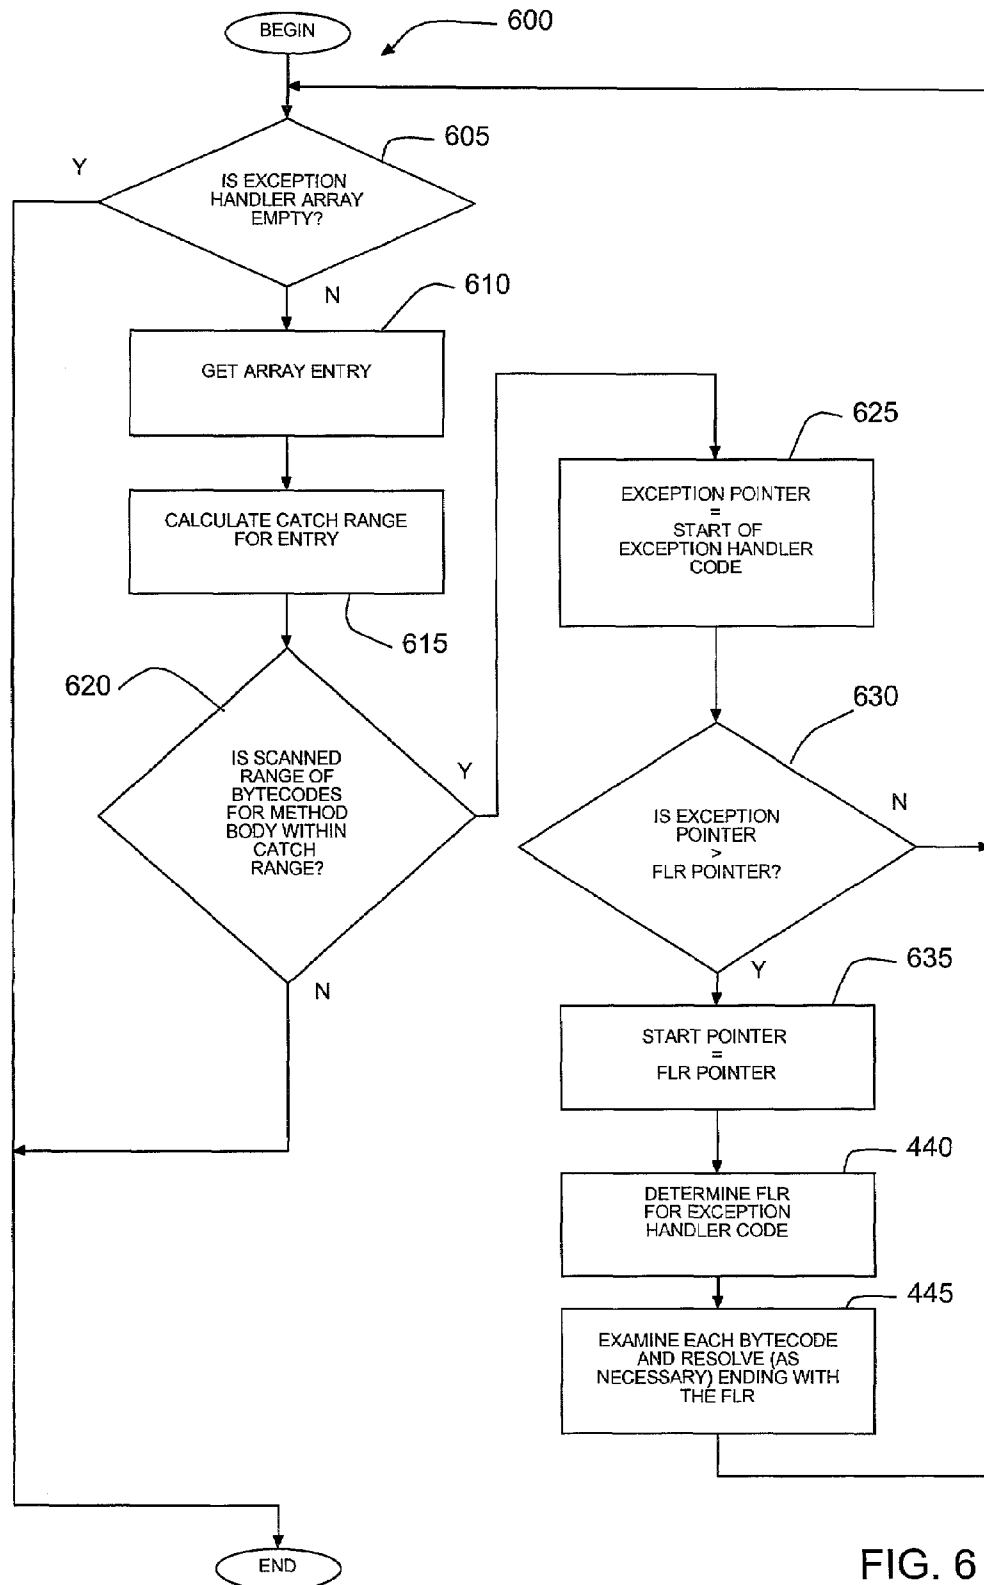 BEGIN
600
605
Y
IS EXCEPTION
HANDLER ARRAY
EMPTY?
N
610
GET ARRAY ENTRY
CALCULATE CATCH RANGE
FOR ENTRY
615
620
IS SCANNED
RANGE OF
BYTECODES
FOR METHOD
BODY WITHIN
CATCH
RANGE?
Y
N
625
EXCEPTION POINTER
=
START OF
EXCEPTION HANDLER
CODE
630
IS EXCEPTION
POINTER
>
FLR POINTER?
N
Y
635
START POINTER
=
FLR POINTER
440
DETERMINE FLR
FOR EXCEPTION
HANDLER CODE
445
EXAMINE EACH BYTECODE
AND RESOLVE (AS
NECESSARY) ENDING WITH
THE FLR
END
FIG. 6